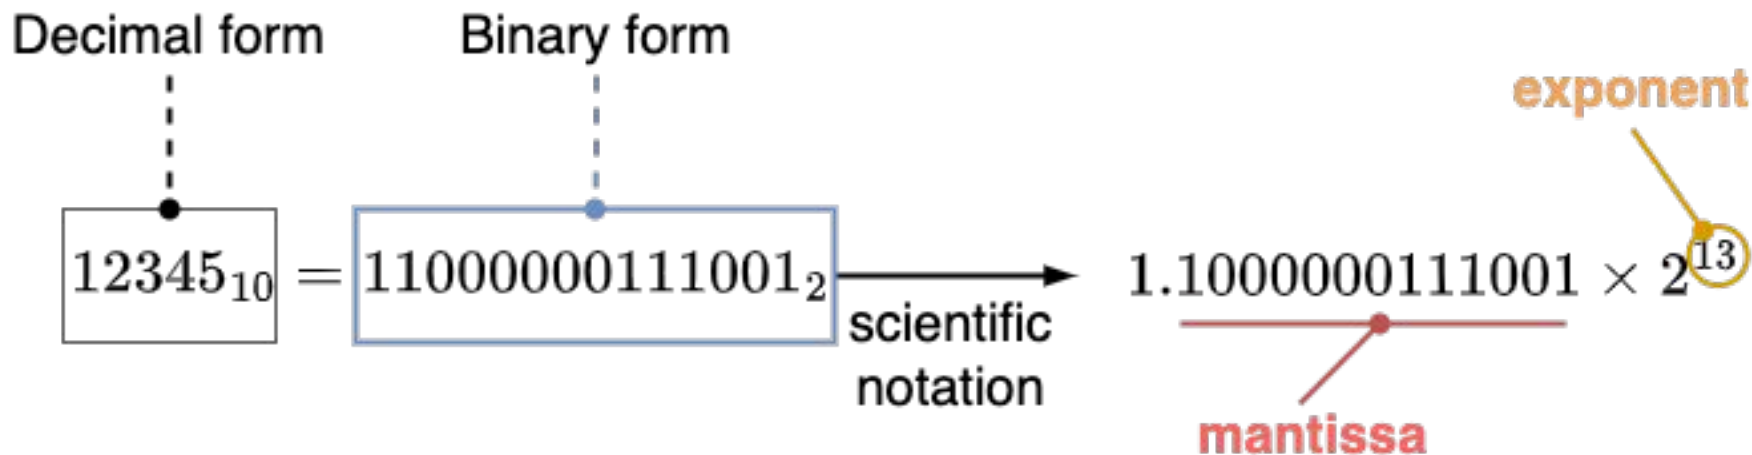 Decimal form Binary form
exponent
12345₁₀ = 11000000111001₂ 1.1000000111001 × 2¹³
scientific
notation
mantissa